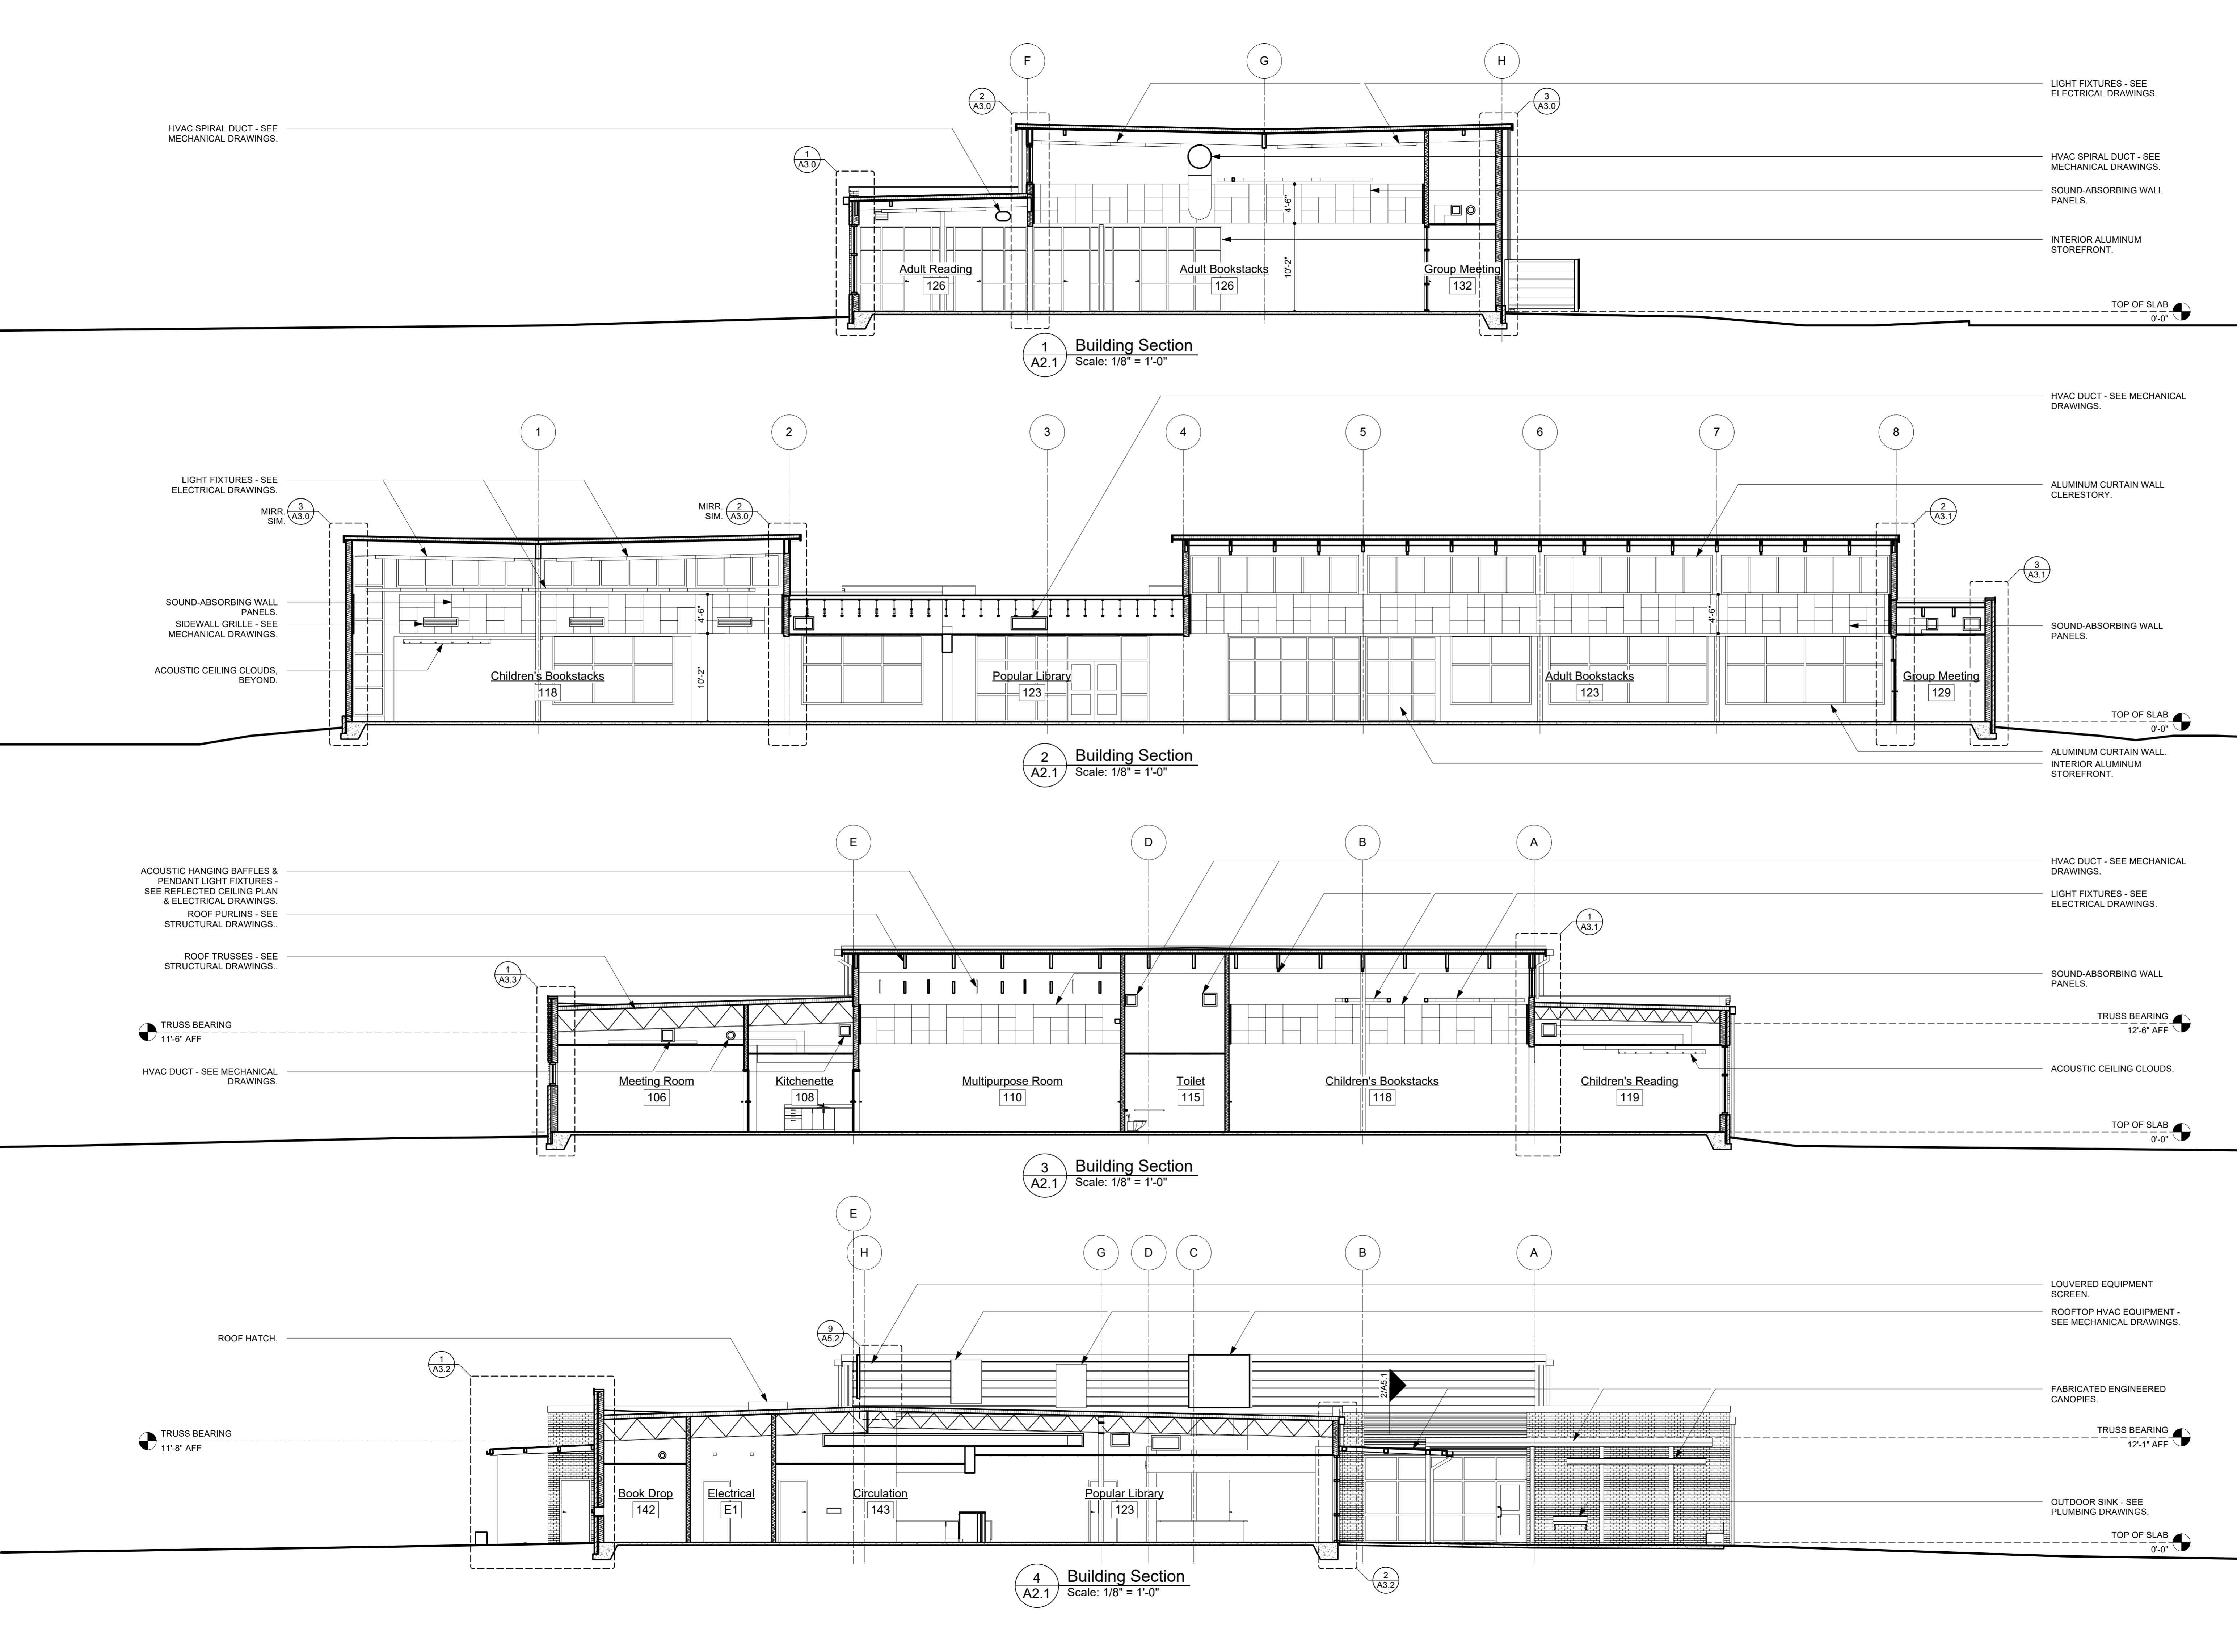 F
G
H
2
A3.0
3
A3.0
LIGHT FIXTURES - SEE
ELECTRICAL DRAWINGS.
HVAC SPIRAL DUCT - SEE
MECHANICAL DRAWINGS.
1
A3.0
HVAC SPIRAL DUCT - SEE
MECHANICAL DRAWINGS.
SOUND-ABSORBING WALL
PANELS.
4'-6"
INTERIOR ALUMINUM
STOREFRONT.
10'-2"
Adult Reading
126
Adult Bookstacks
126
Group Meeting
132
TOP OF SLAB
0'-0"
1
A2.1
Building Section
Scale: 1/8" = 1'-0"
HVAC DUCT - SEE MECHANICAL
DRAWINGS.
1
2
3
4
5
6
7
8
LIGHT FIXTURES - SEE
ELECTRICAL DRAWINGS.
MIRR.
SIM.
3
A3.0
MIRR.
SIM.
2
A3.0
ALUMINUM CURTAIN WALL
CLERESTORY.
2
A3.1
3
A3.1
SOUND-ABSORBING WALL
PANELS.
SIDEWALL GRILLE - SEE
MECHANICAL DRAWINGS.
4'-6"
4'-6"
SOUND-ABSORBING WALL
PANELS.
ACOUSTIC CEILING CLOUDS,
BEYOND.
10'-2"
Children's Bookstacks
118
Popular Library
123
Adult Bookstacks
123
Group Meeting
129
TOP OF SLAB
0'-0"
2
A2.1
Building Section
Scale: 1/8" = 1'-0"
ALUMINUM CURTAIN WALL.
INTERIOR ALUMINUM
STOREFRONT.
E
D
B
A
ACOUSTIC HANGING BAFFLES &
PENDANT LIGHT FIXTURES -
SEE REFLECTED CEILING PLAN
& ELECTRICAL DRAWINGS.
ROOF PURLINS - SEE
STRUCTURAL DRAWINGS..
ROOF TRUSSES - SEE
STRUCTURAL DRAWINGS..
HVAC DUCT - SEE MECHANICAL
DRAWINGS.
LIGHT FIXTURES - SEE
ELECTRICAL DRAWINGS.
1
A3.1
1
A3.3
SOUND-ABSORBING WALL
PANELS.
TRUSS BEARING
11'-6" AFF
TRUSS BEARING
12'-6" AFF
HVAC DUCT - SEE MECHANICAL
DRAWINGS.
ACOUSTIC CEILING CLOUDS.
Meeting Room
106
Kitchenette
108
Multipurpose Room
110
Toilet
115
Children's Bookstacks
118
Children's Reading
119
TOP OF SLAB
0'-0"
3
A2.1
Building Section
Scale: 1/8" = 1'-0"
E
H
G
D
C
B
A
LOUVERED EQUIPMENT
SCREEN.
ROOFTOP HVAC EQUIPMENT -
SEE MECHANICAL DRAWINGS.
ROOF HATCH.
9
A5.2
1
A3.2
2/A5.1
FABRICATED ENGINEERED
CANOPIES.
TRUSS BEARING
11'-8" AFF
TRUSS BEARING
12'-1" AFF
Book Drop
142
Electrical
E1
Circulation
143
Popular Library
123
OUTDOOR SINK - SEE
PLUMBING DRAWINGS.
TOP OF SLAB
0'-0"
4
A2.1
Building Section
Scale: 1/8" = 1'-0"
2
A3.2